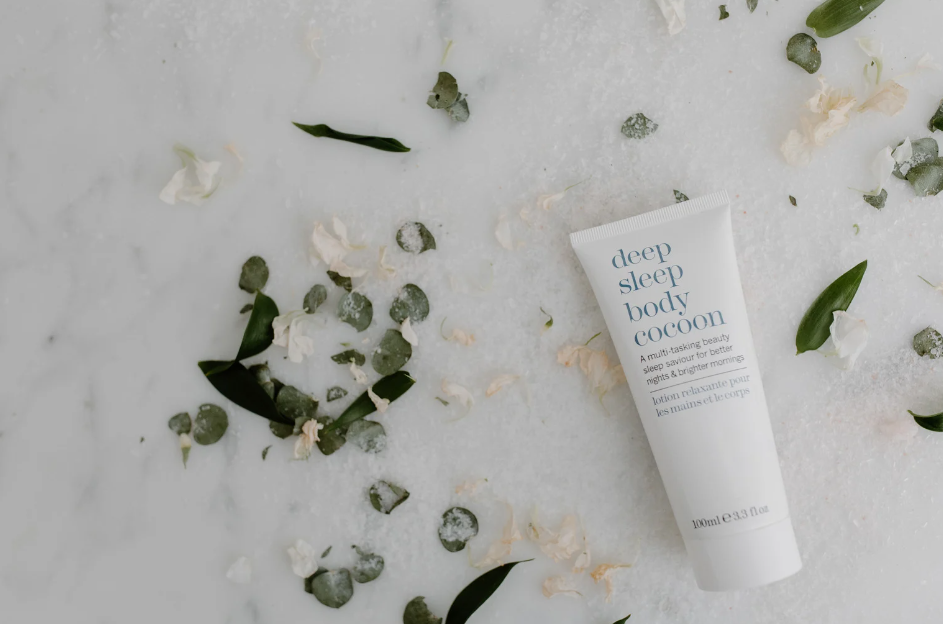 deep
sleep
body
cocoon
A multi-tasking beauty
sleep saviour for better
nights & brighter mornings
lotion relaxante pour
les mains et le corps
100ml ℮ 3.3 fl oz